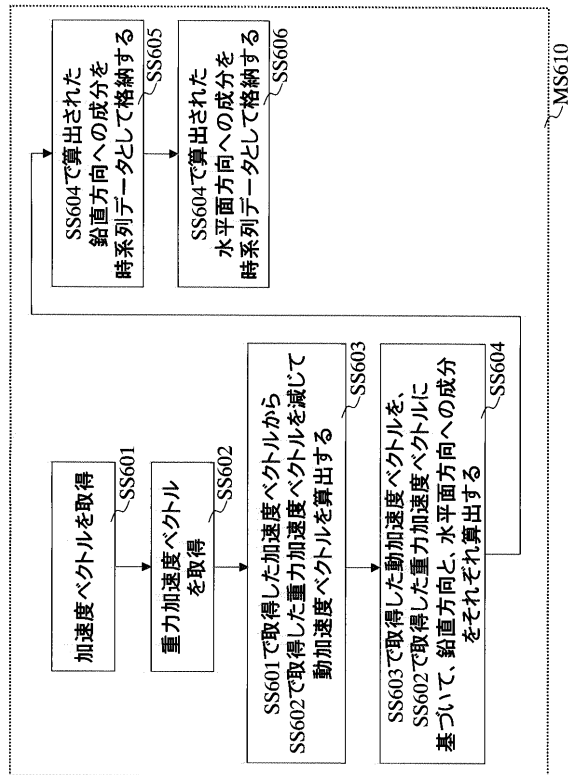 加速度ベクトルを取得
SS601
重力加速度ベクトル
を取得
SS602
SS601で取得した加速度ベクトルから
SS602で取得した重力加速度ベクトルを減じて
動加速度ベクトルを算出する
SS603
SS603で取得した動加速度ベクトルを、
SS602で取得した重力加速度ベクトルに
基づいて、鉛直方向と、水平面方向への成分
をそれぞれ算出する
SS604
SS604で算出された
鉛直方向への成分を
時系列データとして格納する
SS605
SS604で算出された
水平面方向への成分を
時系列データとして格納する
SS606
MS610